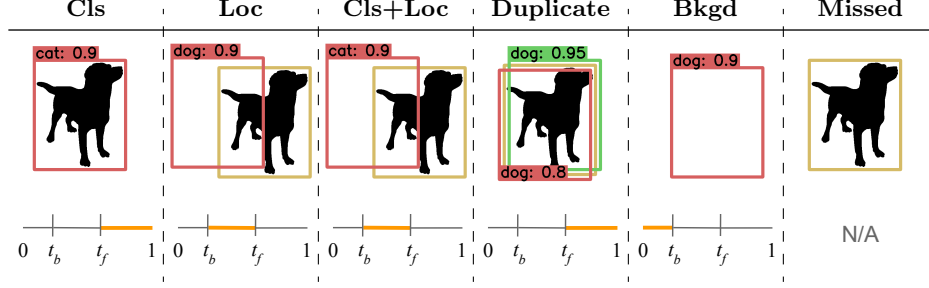 Cls Loc Cls+Loc Duplicate Bkgd Missed
cat: 0.9 dog: 0.9 cat: 0.9 dog: 0.95 dog: 0.9
dog: 0.8
0 t_b t_f 1 0 t_b t_f 1 0 t_b t_f 1 0 t_b t_f 1 0 t_b t_f 1 N/A